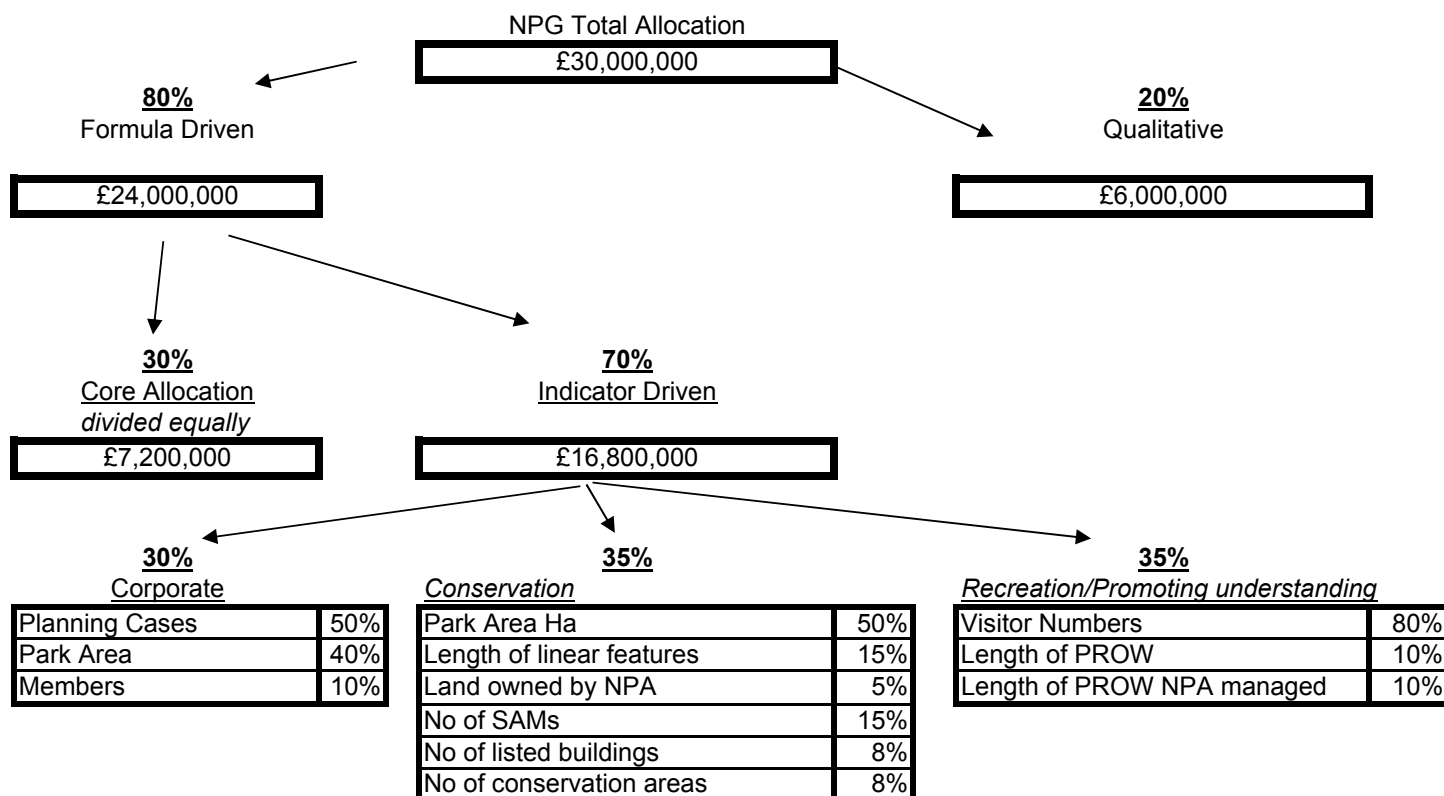 NPG Total Allocation
£30,000,000
80%
Formula Driven
20%
Qualitative
£24,000,000
£6,000,000
30%
Core Allocation
divided equally
£7,200,000
70%
Indicator Driven
£16,800,000
30%
Corporate
Planning Cases 50%
Park Area 40%
Members 10%
35%
Conservation
Park Area Ha 50%
Length of linear features 15%
Land owned by NPA 5%
No of SAMs 15%
No of listed buildings 8%
No of conservation areas 8%
35%
Recreation/Promoting understanding
Visitor Numbers 80%
Length of PROW 10%
Length of PROW NPA managed 10%